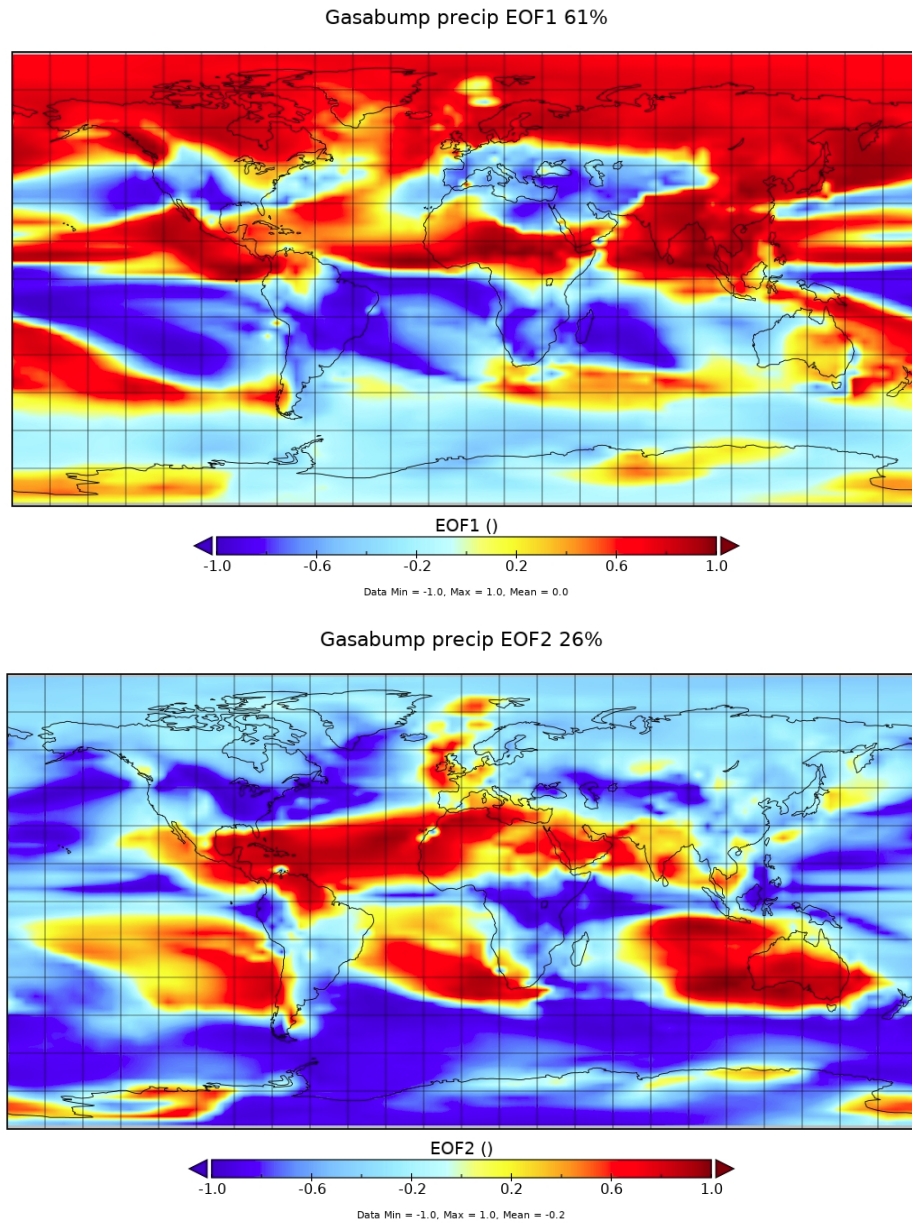 Gasabump precip EOF1 61%
EOF1 ()
-1.0 -0.6 -0.2 0.2 0.6 1.0
Data Min = -1.0, Max = 1.0, Mean = 0.0
Gasabump precip EOF2 26%
EOF2 ()
-1.0 -0.6 -0.2 0.2 0.6 1.0
Data Min = -1.0, Max = 1.0, Mean = -0.2